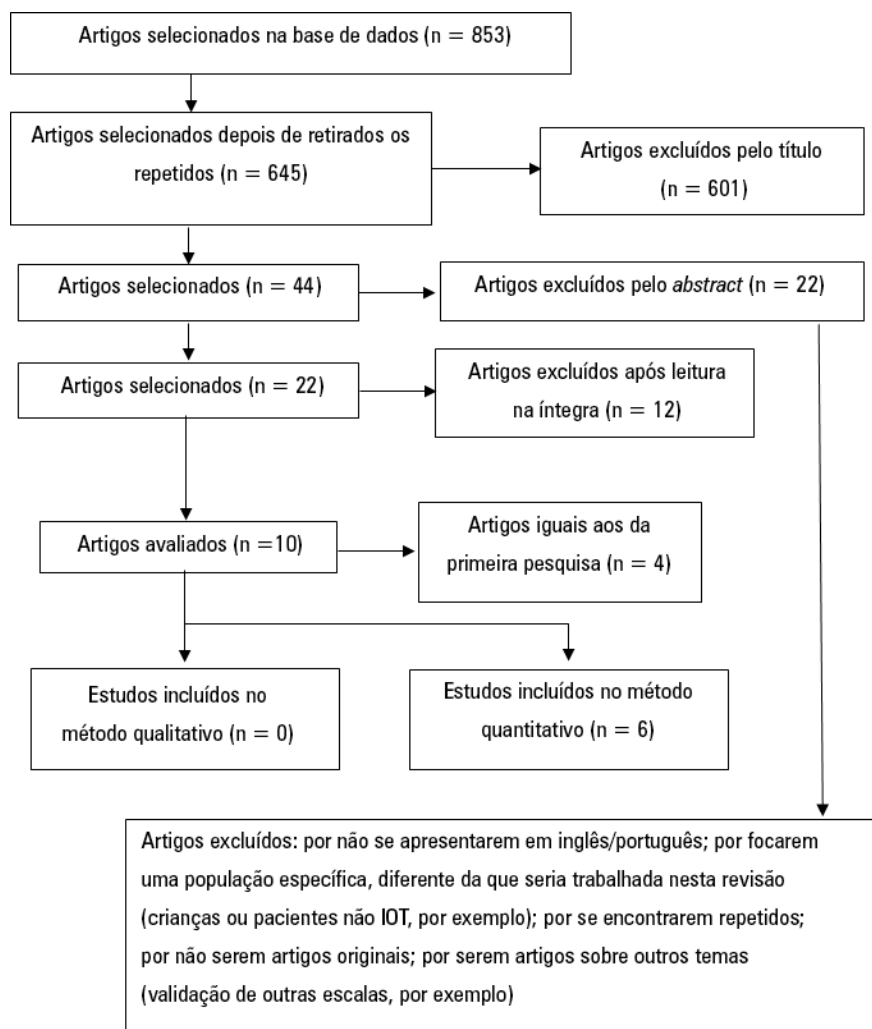 Artigos selecionados na base de dados (n = 853)
Artigos selecionados depois de retirados os
repetidos (n = 645)
Artigos excluídos pelo título
(n = 601)
Artigos selecionados (n = 44)
Artigos excluídos pelo abstract (n = 22)
Artigos selecionados (n = 22)
Artigos excluídos após leitura
na íntegra (n = 12)
Artigos avaliados (n =10)
Artigos iguais aos da
primeira pesquisa (n = 4)
Estudos incluídos no
método qualitativo (n = 0)
Estudos incluídos no método
quantitativo (n = 6)
Artigos excluídos: por não se apresentarem em inglês/português; por focarem
uma população específica, diferente da que seria trabalhada nesta revisão
(crianças ou pacientes não IOT, por exemplo); por se encontrarem repetidos;
por não serem artigos originais; por serem artigos sobre outros temas
(validação de outras escalas, por exemplo)